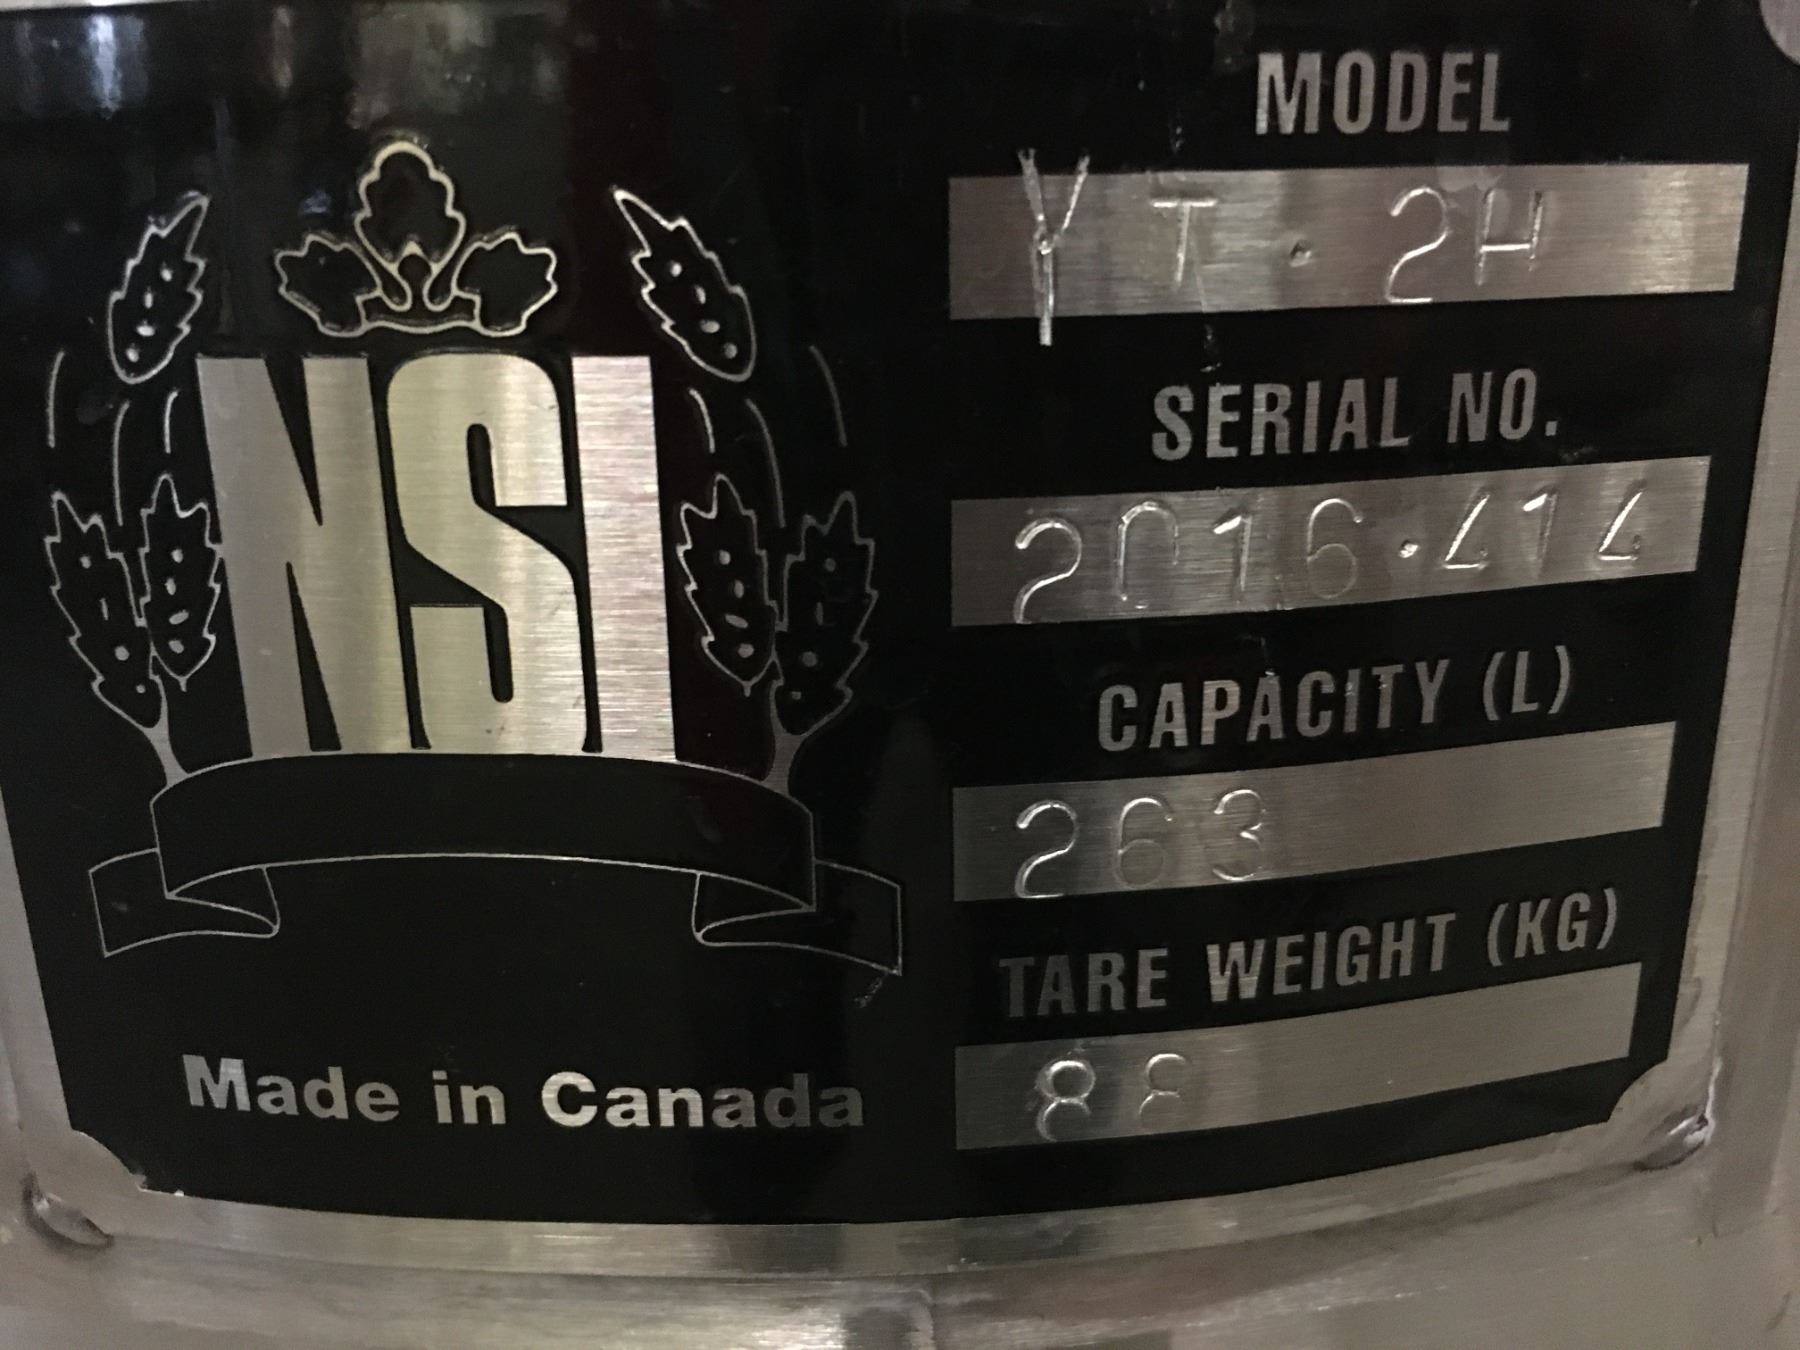 NSI
Made in Canada
MODEL
YT·2H
SERIAL NO.
2016·414
CAPACITY (L)
263
TARE WEIGHT (KG)
88